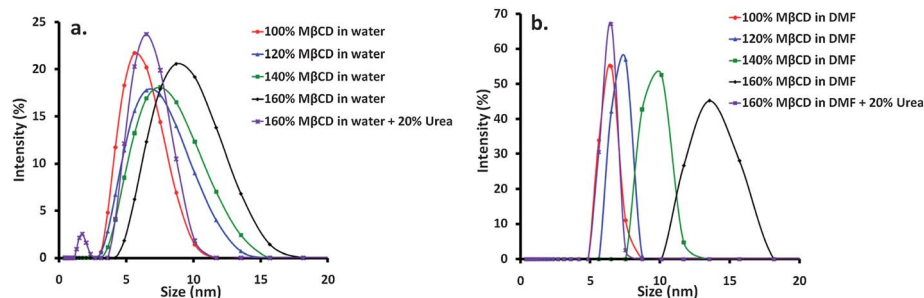 a.
100% MβCD in water
120% MβCD in water
140% MβCD in water
160% MβCD in water
160% MβCD in water + 20% Urea
Intensity (%)
25
20
15
10
5
0
0 5 10 15 20
Size (nm)
b.
100% MβCD in DMF
120% MβCD in DMF
140% MβCD in DMF
160% MβCD in DMF
160% MβCD in DMF + 20% Urea
Intensity (%)
70
60
50
40
30
20
10
0
0 5 10 15 20
Size (nm)